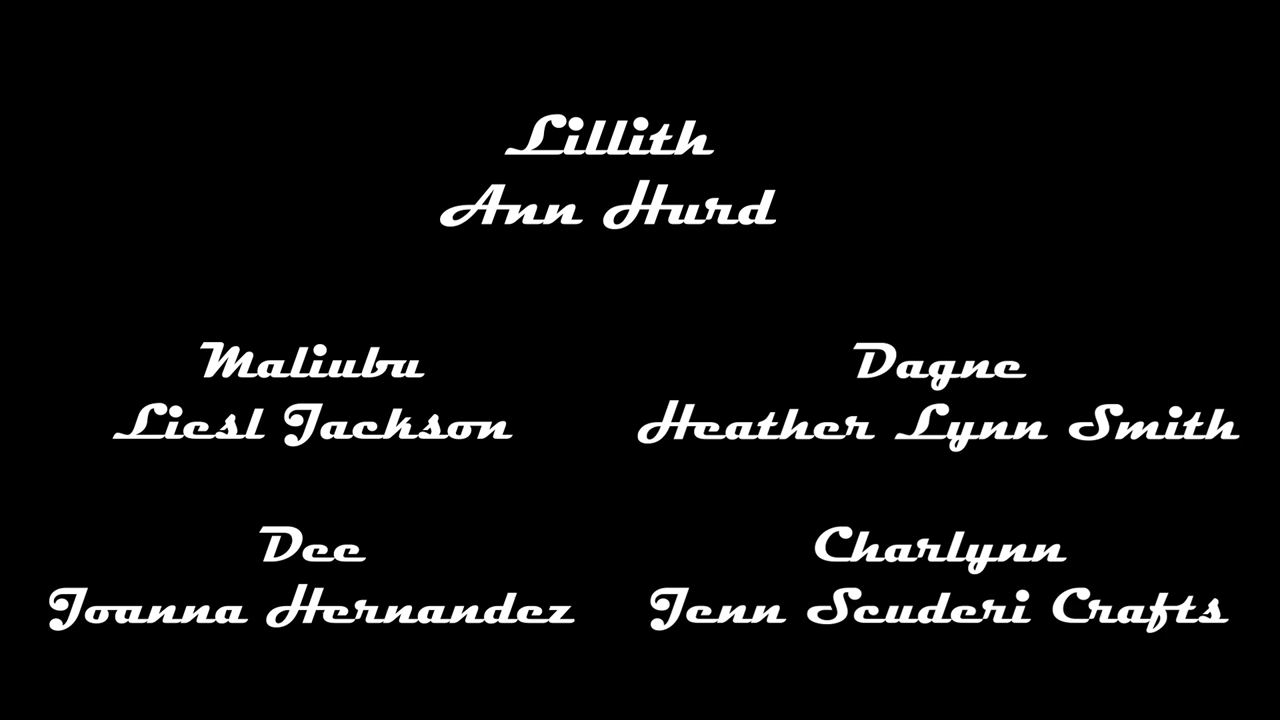 Lillith
Ann Hurd
Maliubu
Liesl Jackson
Dagne
Heather Lynn Smith
Dee
Joanna Hernandez
Charlynn
Jenn Scuderi Crafts